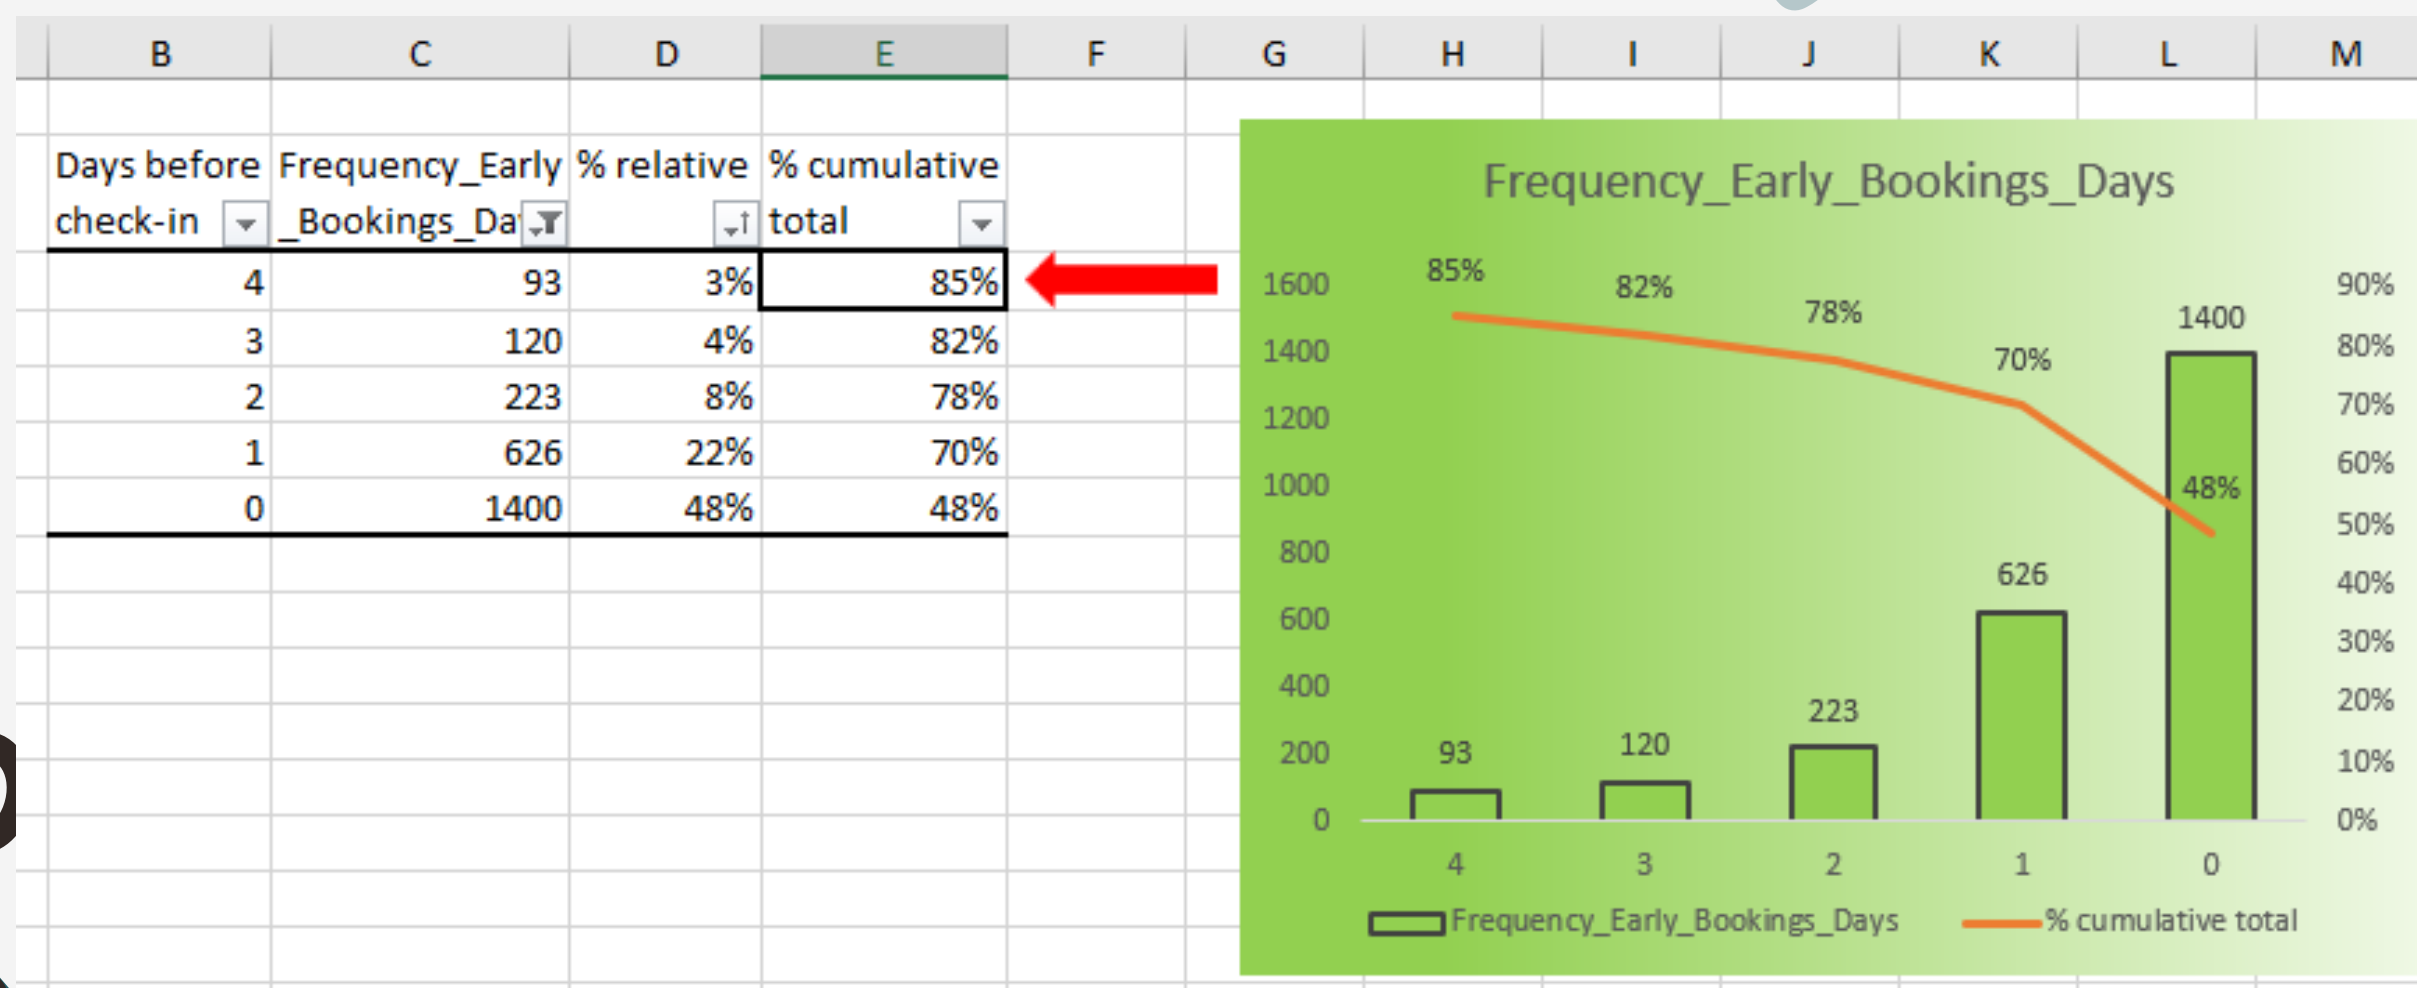 B C D E F G H I J K L M
Days before Frequency_Early % relative % cumulative
check-in _Bookings_Da total
4 93 3% 85%
3 120 4% 82%
2 223 8% 78%
1 626 22% 70%
0 1400 48% 48%
Frequency_Early_Bookings_Days
1600
1400
1200
1000
800
600
400
200
0
85% 82% 78% 70% 48%
93 120 223 626 1400
90%
80%
70%
60%
50%
40%
30%
20%
10%
0%
4 3 2 1 0
Frequency_Early_Bookings_Days % cumulative total